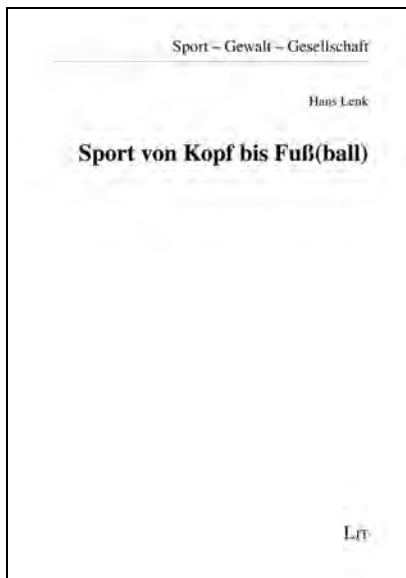 Sport – Gewalt – Gesellschaft
Hans Lenk
Sport von Kopf bis Fuß(ball)
LIT